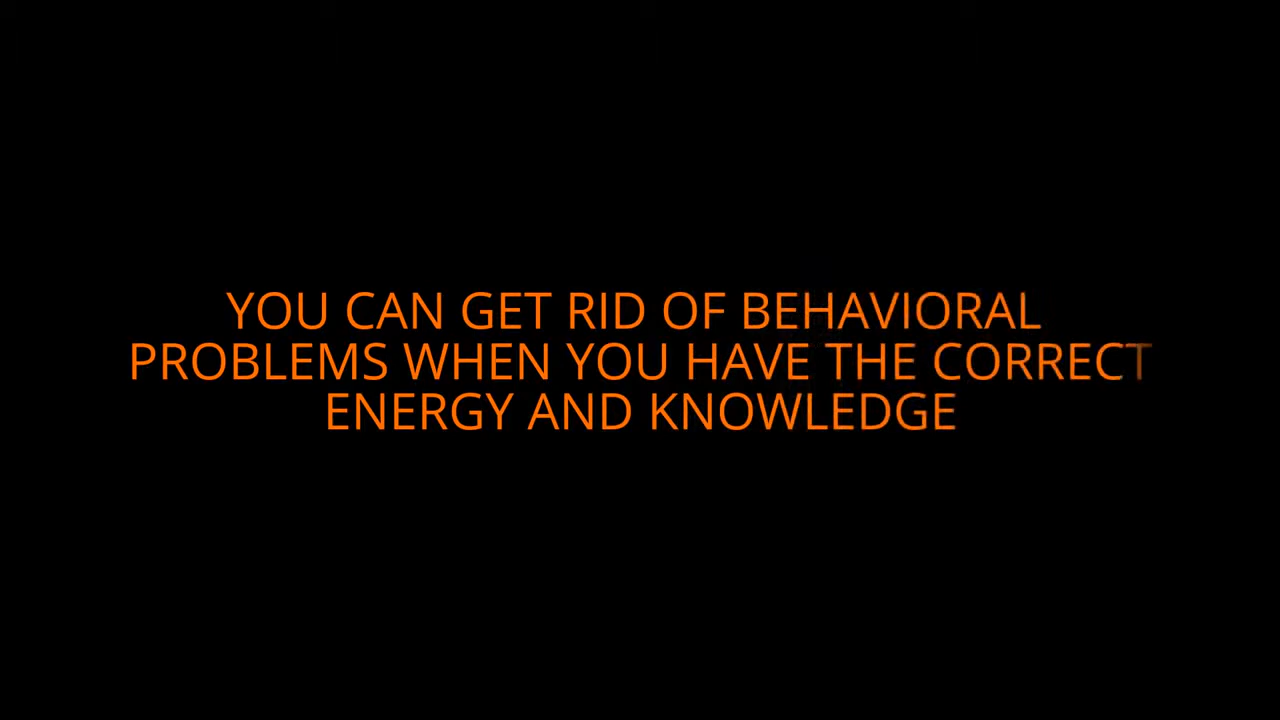 YOU CAN GET RID OF BEHAVIORAL
PROBLEMS WHEN YOU HAVE THE CORRECT
ENERGY AND KNOWLEDGE